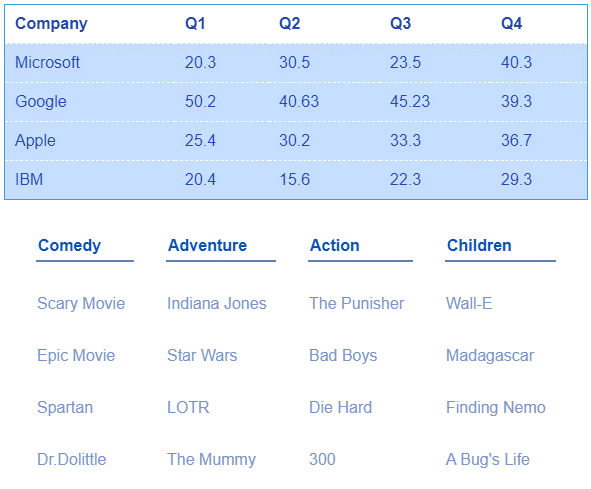 Company Q1 Q2 Q3 Q4
Microsoft 20.3 30.5 23.5 40.3
Google 50.2 40.63 45.23 39.3
Apple 25.4 30.2 33.3 36.7
IBM 20.4 15.6 22.3 29.3
Comedy Adventure Action Children
Scary Movie Indiana Jones The Punisher Wall-E
Epic Movie Star Wars Bad Boys Madagascar
Spartan LOTR Die Hard Finding Nemo
Dr.Dolittle The Mummy 300 A Bug's Life